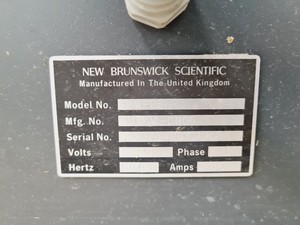 NEW BRUNSWICK SCIENTIFIC
Manufactured In The United Kingdom
Model No.
Mfg. No.
Serial No.
Volts Phase
Hertz Amps